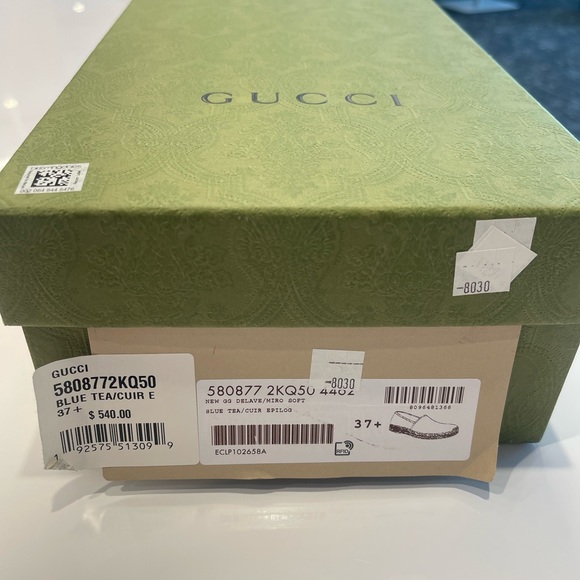 GUCCI
-8030
GUCCI
5808772KQ50
BLUE TEA/CUIR E
37+ $ 540.00
1 92575 51309 9
-8030
580877 2KQ50 4462
NEW GG DELAVE/MIRO SOFT
BLUE TEA/CUIR EPILOG
ECLP102658A
RFID
37+
8096481386